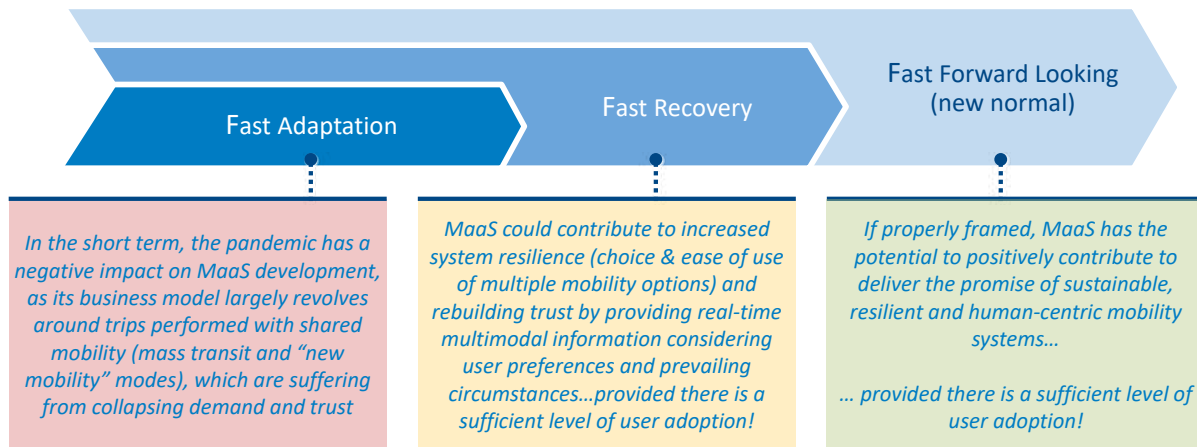 Fast Adaptation
Fast Recovery
Fast Forward Looking
(new normal)
In the short term, the pandemic has a
negative impact on MaaS development,
as its business model largely revolves
around trips performed with shared
mobility (mass transit and “new
mobility” modes), which are suffering
from collapsing demand and trust
MaaS could contribute to increased
system resilience (choice & ease of use
of multiple mobility options) and
rebuilding trust by providing real-time
multimodal information considering
user preferences and prevailing
circumstances…provided there is a
sufficient level of user adoption!
If properly framed, MaaS has the
potential to positively contribute to
deliver the promise of sustainable,
resilient and human-centric mobility
systems…
… provided there is a sufficient level of
user adoption!